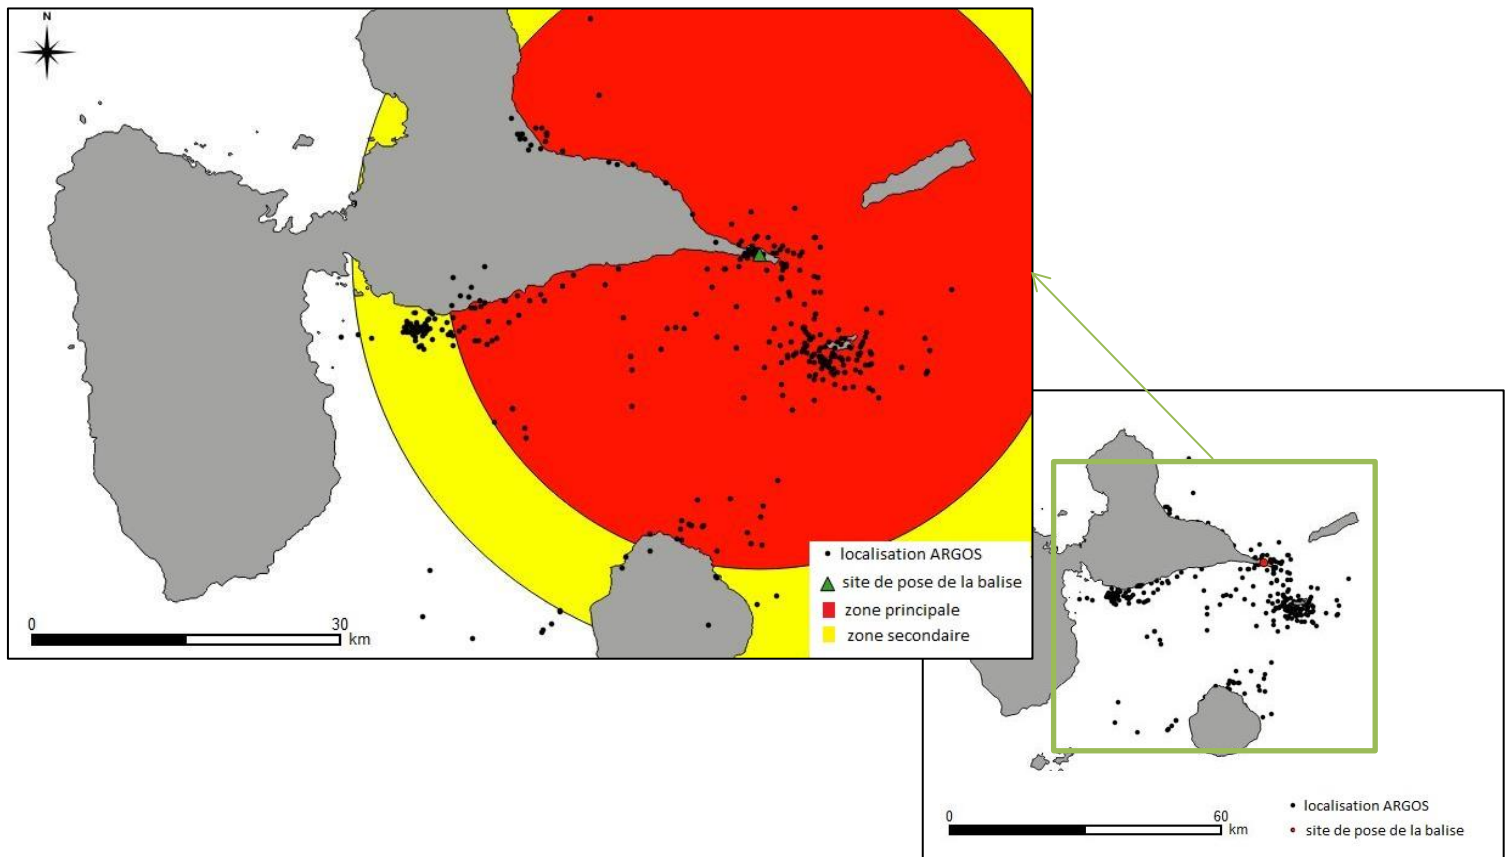 N
localisation ARGOS
site de pose de la balise
zone principale
zone secondaire
0 30
km
localisation ARGOS
site de pose de la balise
0 60
km